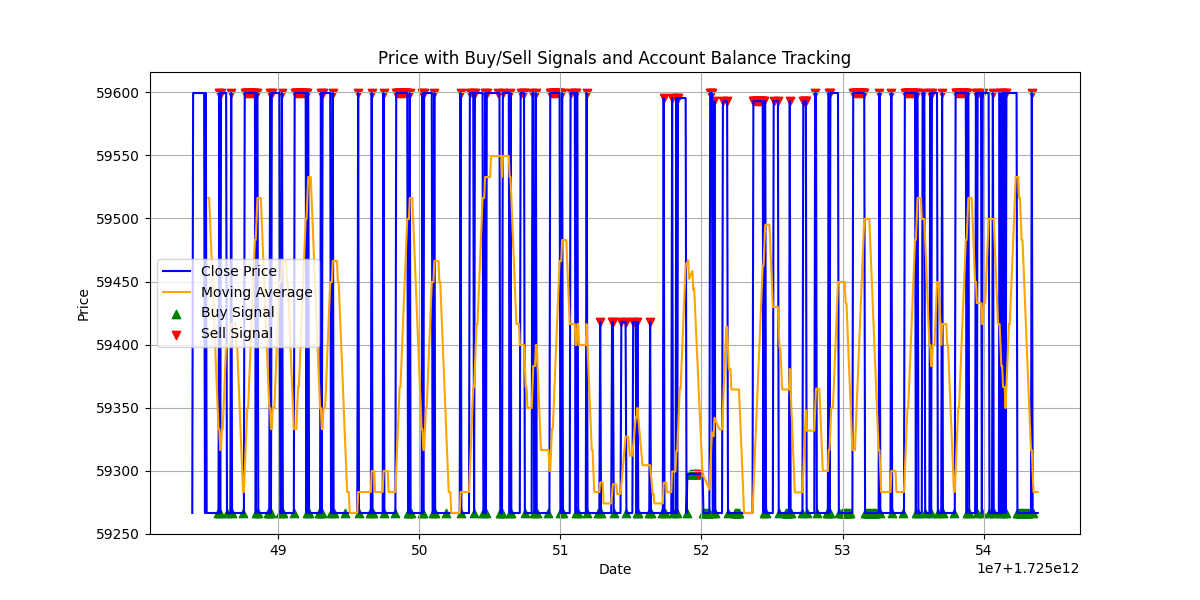 Price with Buy/Sell Signals and Account Balance Tracking
59600
59550
59500
59450
59400
59350
59300
59250
Price
Close Price
Moving Average
Buy Signal
Sell Signal
49 50 51 52 53 54
Date
1e7+1.725e12